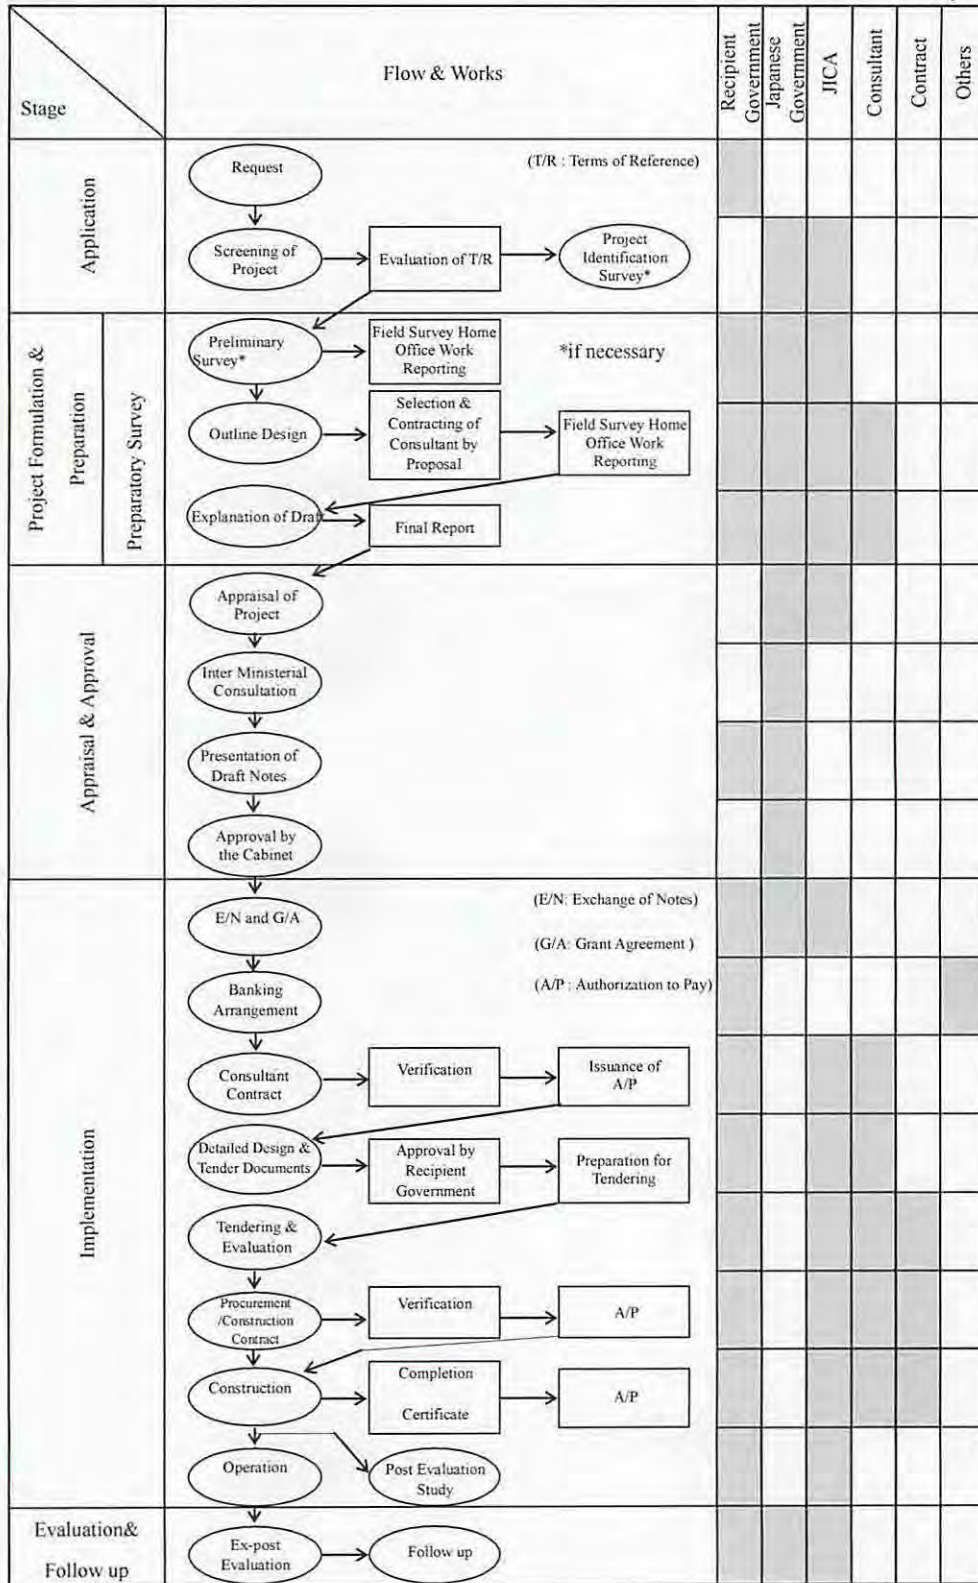 Stage
Flow & Works
Recipient
Government
Japanese
Government
JICA
Consultant
Contract
Others
Application
Request
(T/R : Terms of Reference)
Screening of
Project
Evaluation of T/R
Project
Identification
Survey*
Project Formulation &
Preparation
Preparatory Survey
Preliminary
Survey*
Field Survey Home
Office Work
Reporting
*if necessary
Outline Design
Selection &
Contracting of
Consultant by
Proposal
Field Survey Home
Office Work
Reporting
Explanation of Draft
Final Report
Appraisal & Approval
Appraisal of
Project
Inter Ministerial
Consultation
Presentation of
Draft Notes
Approval by
the Cabinet
Implementation
E/N and G/A
(E/N: Exchange of Notes)
(G/A: Grant Agreement )
(A/P : Authorization to Pay)
Banking
Arrangement
Consultant
Contract
Verification
Issuance of
A/P
Detailed Design &
Tender Documents
Approval by
Recipient
Government
Preparation for
Tendering
Tendering &
Evaluation
Procurement
/Construction
Contract
Verification
A/P
Construction
Completion
Certificate
A/P
Operation
Post Evaluation
Study
Evaluation&
Follow up
Ex-post
Evaluation
Follow up